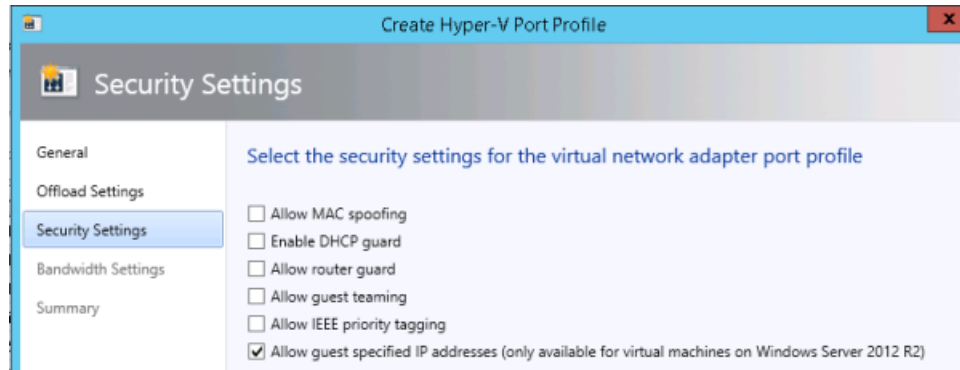 Create Hyper-V Port Profile
x
Security Settings
General
Offload Settings
Security Settings
Bandwidth Settings
Summary
Select the security settings for the virtual network adapter port profile
Allow MAC spoofing
Enable DHCP guard
Allow router guard
Allow guest teaming
Allow IEEE priority tagging
Allow guest specified IP addresses (only available for virtual machines on Windows Server 2012 R2)